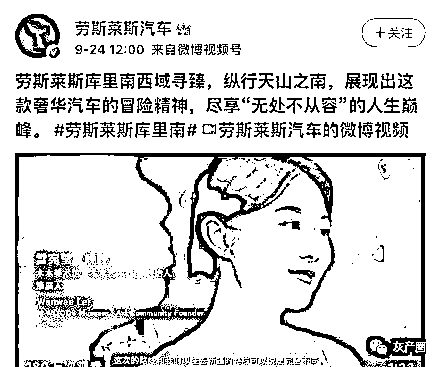 劳斯莱斯汽车
9-24 12:00 来自微博视频号
+关注
劳斯莱斯库里南西域寻臻，纵行天山之南，展现出这
款奢华汽车的冒险精神，尽享“无处不从容”的人生巅
峰。 #劳斯莱斯库里南# 劳斯莱斯汽车的微博视频
Community Founder
灰产圈